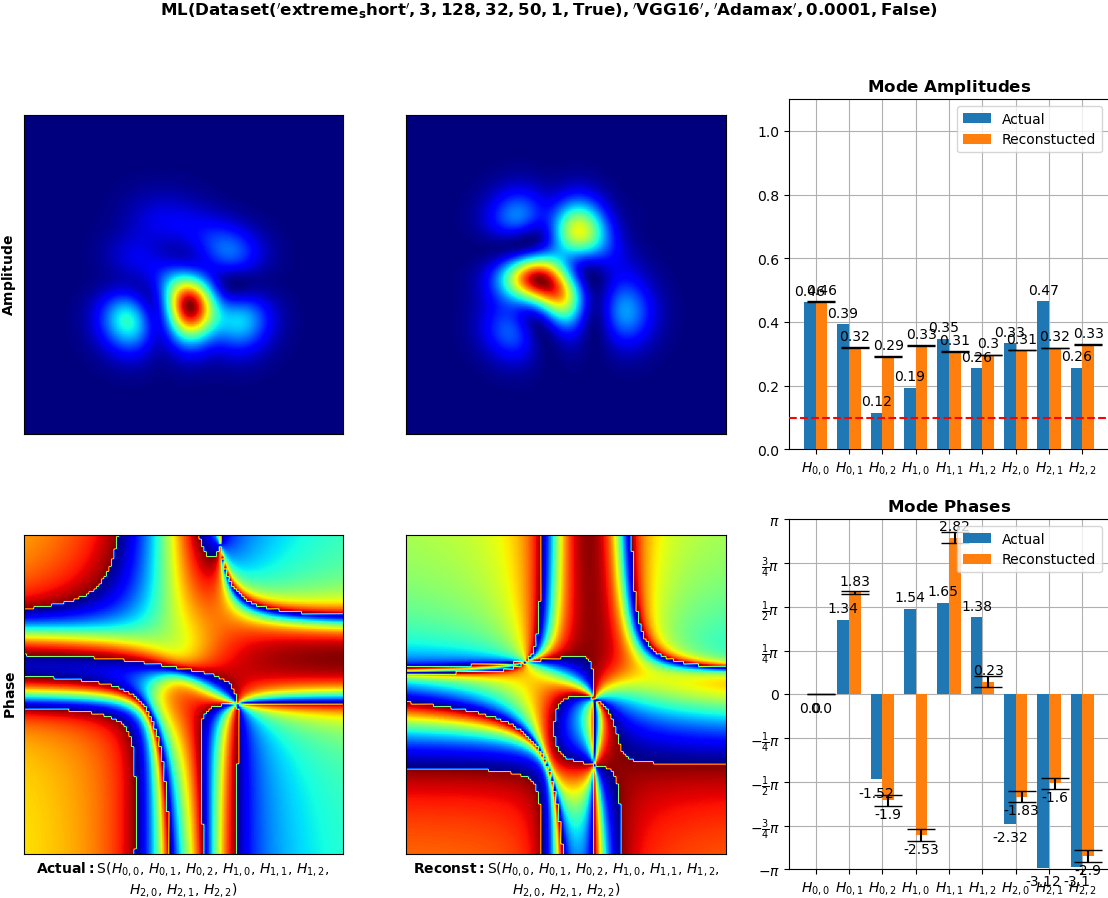 ML(Dataset('extreme_short', 3, 128, 32, 50, 1, True), 'VGG16', 'Adamax', 0.0001, False)
Amplitude
Mode Amplitudes
Actual
Reconstucted
1.0
0.8
0.6
0.4
0.2
0.0
0.46 0.46 0.39 0.32 0.12 0.29 0.19 0.33 0.35 0.31 0.26 0.3 0.33 0.31 0.47 0.32 0.26 0.33
H0,0 H0,1 H0,2 H1,0 H1,1 H1,2 H2,0 H2,1 H2,2
Phase
Mode Phases
Actual
Reconstucted
π
3/4π
1/2π
1/4π
0
−1/4π
−1/2π
−3/4π
−π
0.0 0.0 1.34 1.83 -1.52 -1.9 1.54 -2.53 1.65 2.82 1.38 0.23 -2.32 -1.83 -3.12 -1.6 -3.1 -2.9
H0,0 H0,1 H0,2 H1,0 H1,1 H1,2 H2,0 H2,1 H2,2
Actual: S(H0,0, H0,1, H0,2, H1,0, H1,1, H1,2,
H2,0, H2,1, H2,2)
Reconst: S(H0,0, H0,1, H0,2, H1,0, H1,1, H1,2,
H2,0, H2,1, H2,2)